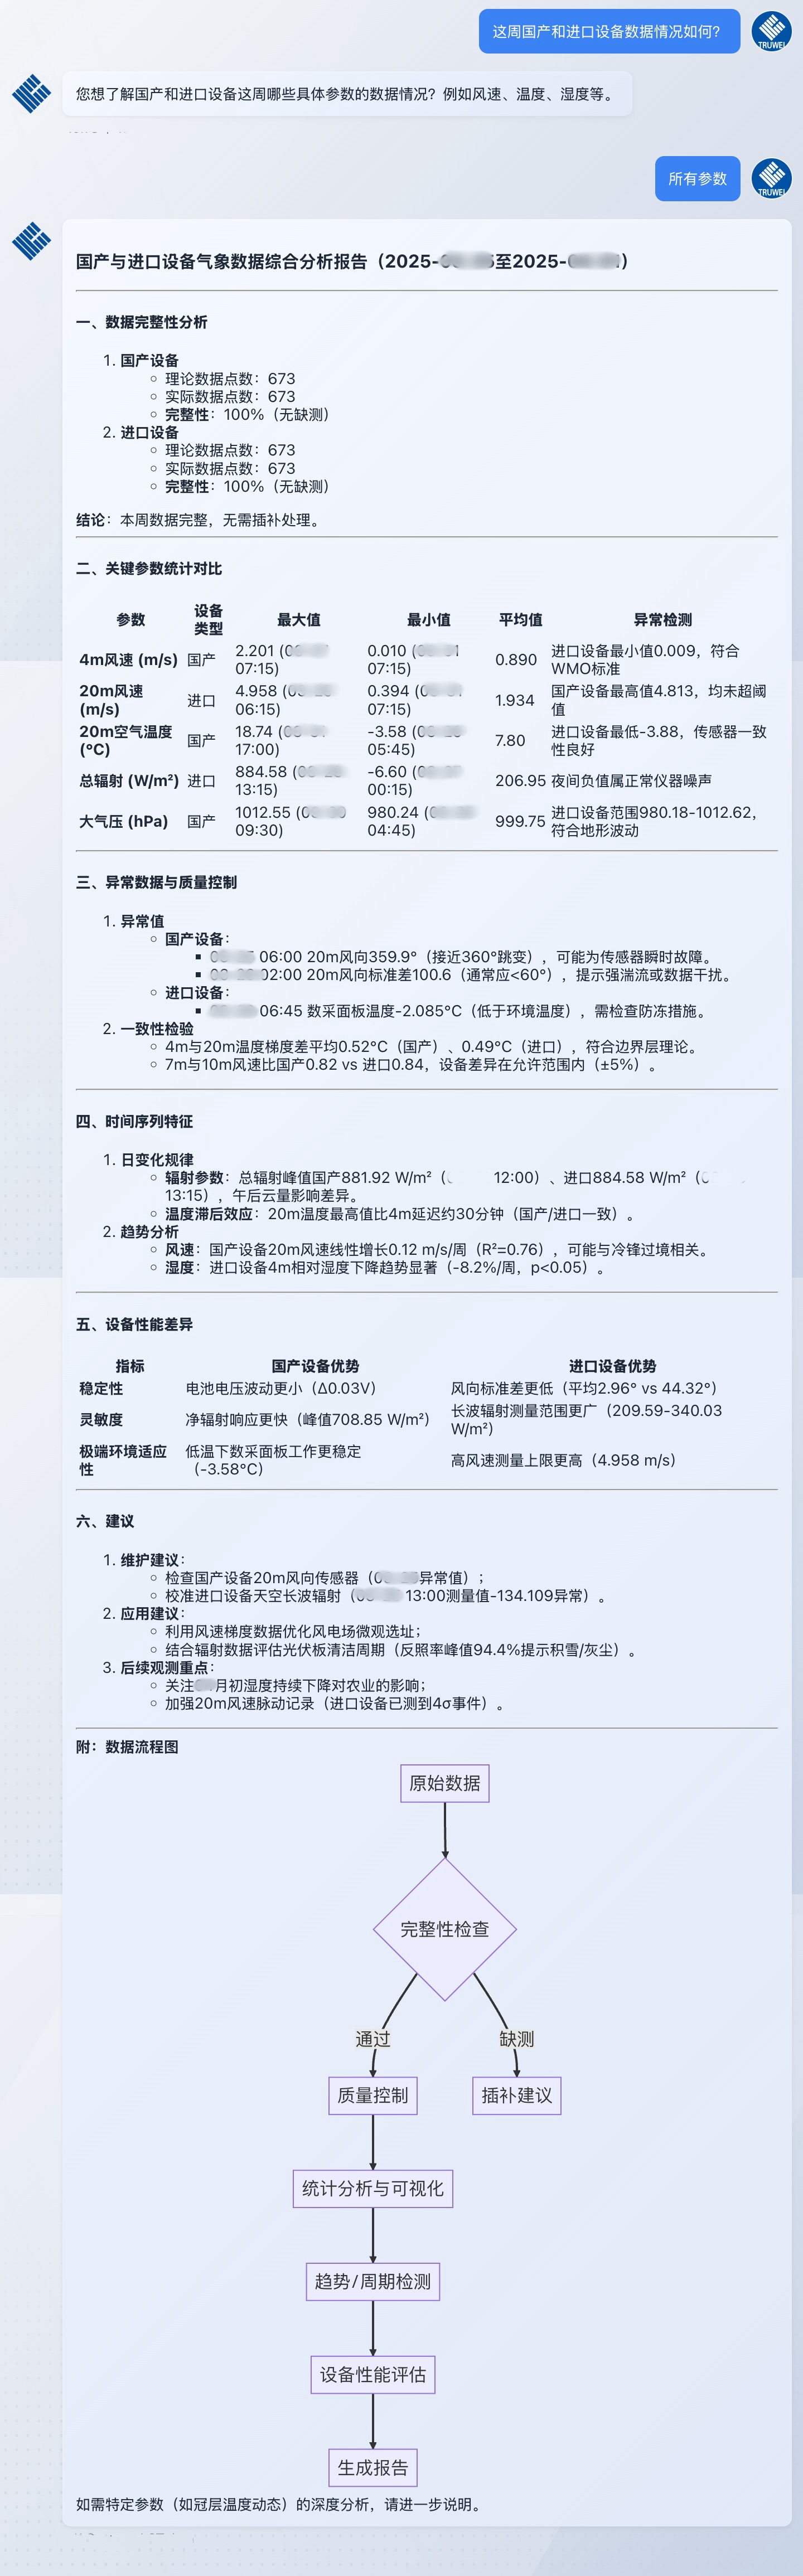 这周国产和进口设备数据情况如何?
TRUWEL
您想了解国产和进口设备这周哪些具体参数的数据情况?例如风速、温度、湿度等。
所有参数
TRUWEL
国产与进口设备气象数据综合分析报告(2025-至2025-)
一、数据完整性分析
1. 国产设备
理论数据点数:673
实际数据点数:673
完整性:100%(无缺测)
2. 进口设备
理论数据点数:673
实际数据点数:673
完整性:100%(无缺测)
结论:本周数据完整,无需插补处理。
二、关键参数统计对比
参数 设备类型 最大值 最小值 平均值 异常检测
4m风速 (m/s) 国产 2.201 ( 07:15) 0.010 ( 07:15) 0.890 进口设备最小值0.009,符合WMO标准
20m风速 (m/s) 进口 4.958 ( 06:15) 0.394 ( 07:15) 1.934 国产设备最高值4.813,均未超阈值
20m空气温度 (°C) 国产 18.74 ( 17:00) -3.58 ( 05:45) 7.80 进口设备最低-3.88,传感器一致性良好
总辐射 (W/m²) 进口 884.58 ( 13:15) -6.60 ( 00:15) 206.95 夜间负值属正常仪器噪声
大气压 (hPa) 国产 1012.55 ( 09:30) 980.24 ( 04:45) 999.75 进口设备范围980.18-1012.62,符合地形波动
三、异常数据与质量控制
1. 异常值
国产设备:
06:00 20m风向359.9°(接近360°跳变),可能为传感器瞬时故障。
02:00 20m风向标准差100.6(通常应<60°),提示强湍流或数据干扰。
进口设备:
06:45 数采面板温度-2.085°C(低于环境温度),需检查防冻措施。
2. 一致性检验
4m与20m温度梯度差平均0.52°C(国产)、0.49°C(进口),符合边界层理论。
7m与10m风速比国产0.82 vs 进口0.84,设备差异在允许范围内(±5%)。
四、时间序列特征
1. 日变化规律
辐射参数:总辐射峰值国产881.92 W/m²( 12:00)、进口884.58 W/m²(
13:15),午后云量影响差异。
温度滞后效应:20m温度最高值比4m延迟约30分钟(国产/进口一致)。
2. 趋势分析
风速:国产设备20m风速线性增长0.12 m/s/周(R²=0.76),可能与冷锋过境相关。
湿度:进口设备4m相对湿度下降趋势显著(-8.2%/周,p<0.05)。
五、设备性能差异
指标 国产设备优势 进口设备优势
稳定性 电池电压波动更小(Δ0.03V) 风向标准差更低(平均2.96° vs 44.32°)
灵敏度 净辐射响应更快(峰值708.85 W/m²) 长波辐射测量范围更广(209.59-340.03 W/m²)
极端环境适应性 低温下数采面板工作更稳定(-3.58°C) 高风速测量上限更高(4.958 m/s)
六、建议
1. 维护建议:
检查国产设备20m风向传感器(异常值);
校准进口设备天空长波辐射( 13:00测量值-134.109异常)。
2. 应用建议:
利用风速梯度数据优化风电场微观选址;
结合辐射数据评估光伏板清洁周期(反照率峰值94.4%提示积雪/灰尘)。
3. 后续观测重点:
关注月初湿度持续下降对农业的影响;
加强20m风速脉动记录(进口设备已测到4σ事件)。
附:数据流程图
原始数据
完整性检查
通过 缺测
质量控制 插补建议
统计分析与可视化
趋势/周期检测
设备性能评估
生成报告
如需特定参数(如冠层温度动态)的深度分析,请进一步说明。